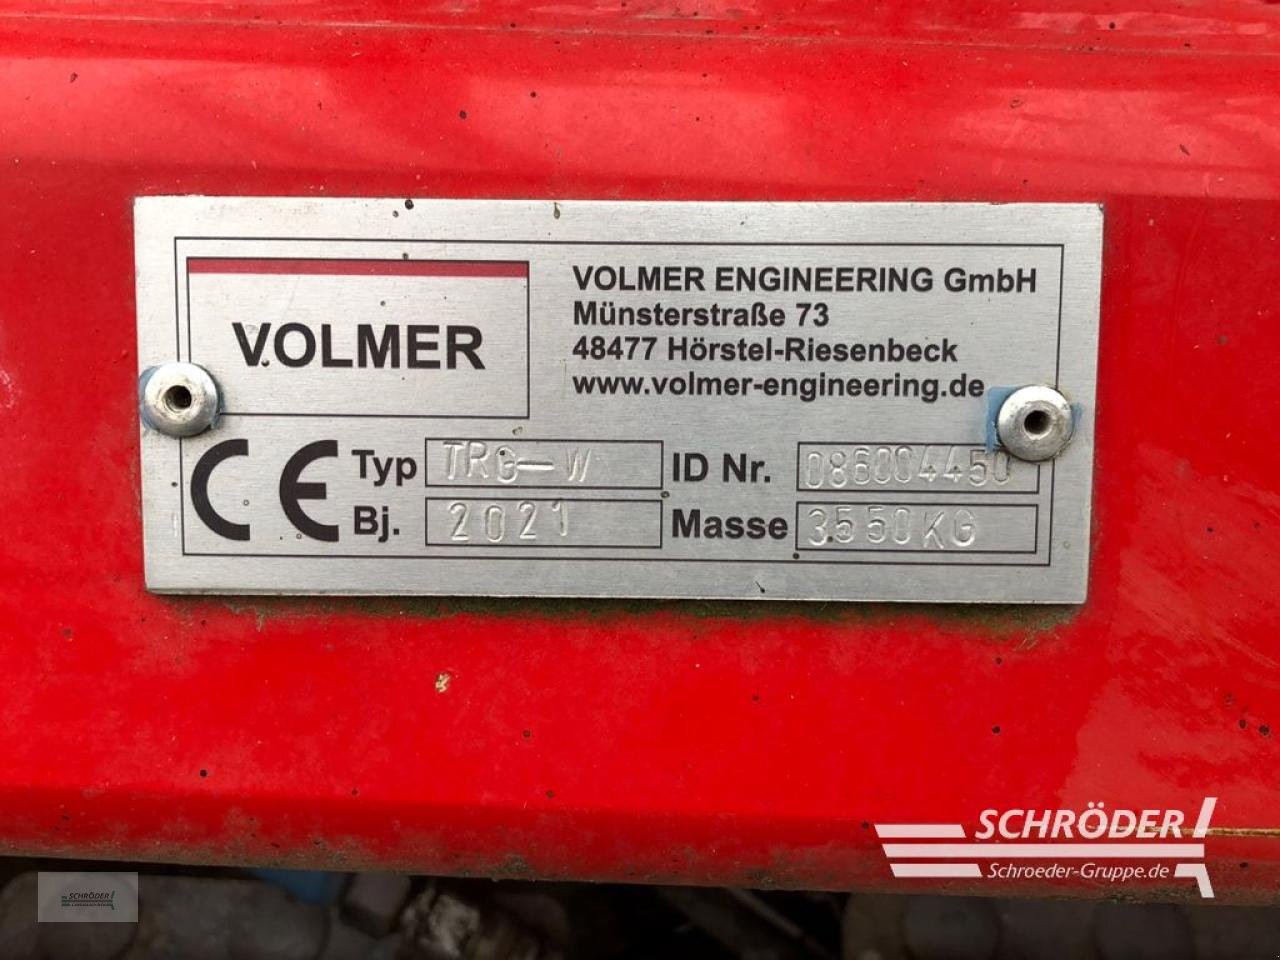 VOLMER
VOLMER ENGINEERING GmbH
Münsterstraße 73
48477 Hörstel-Riesenbeck
www.volmer-engineering.de
CE
Typ TRG-W ID Nr. 086004450
Bj. 2021 Masse 3550KG
SCHRÖDER
Schroeder-Gruppe.de
SCHRÖDER